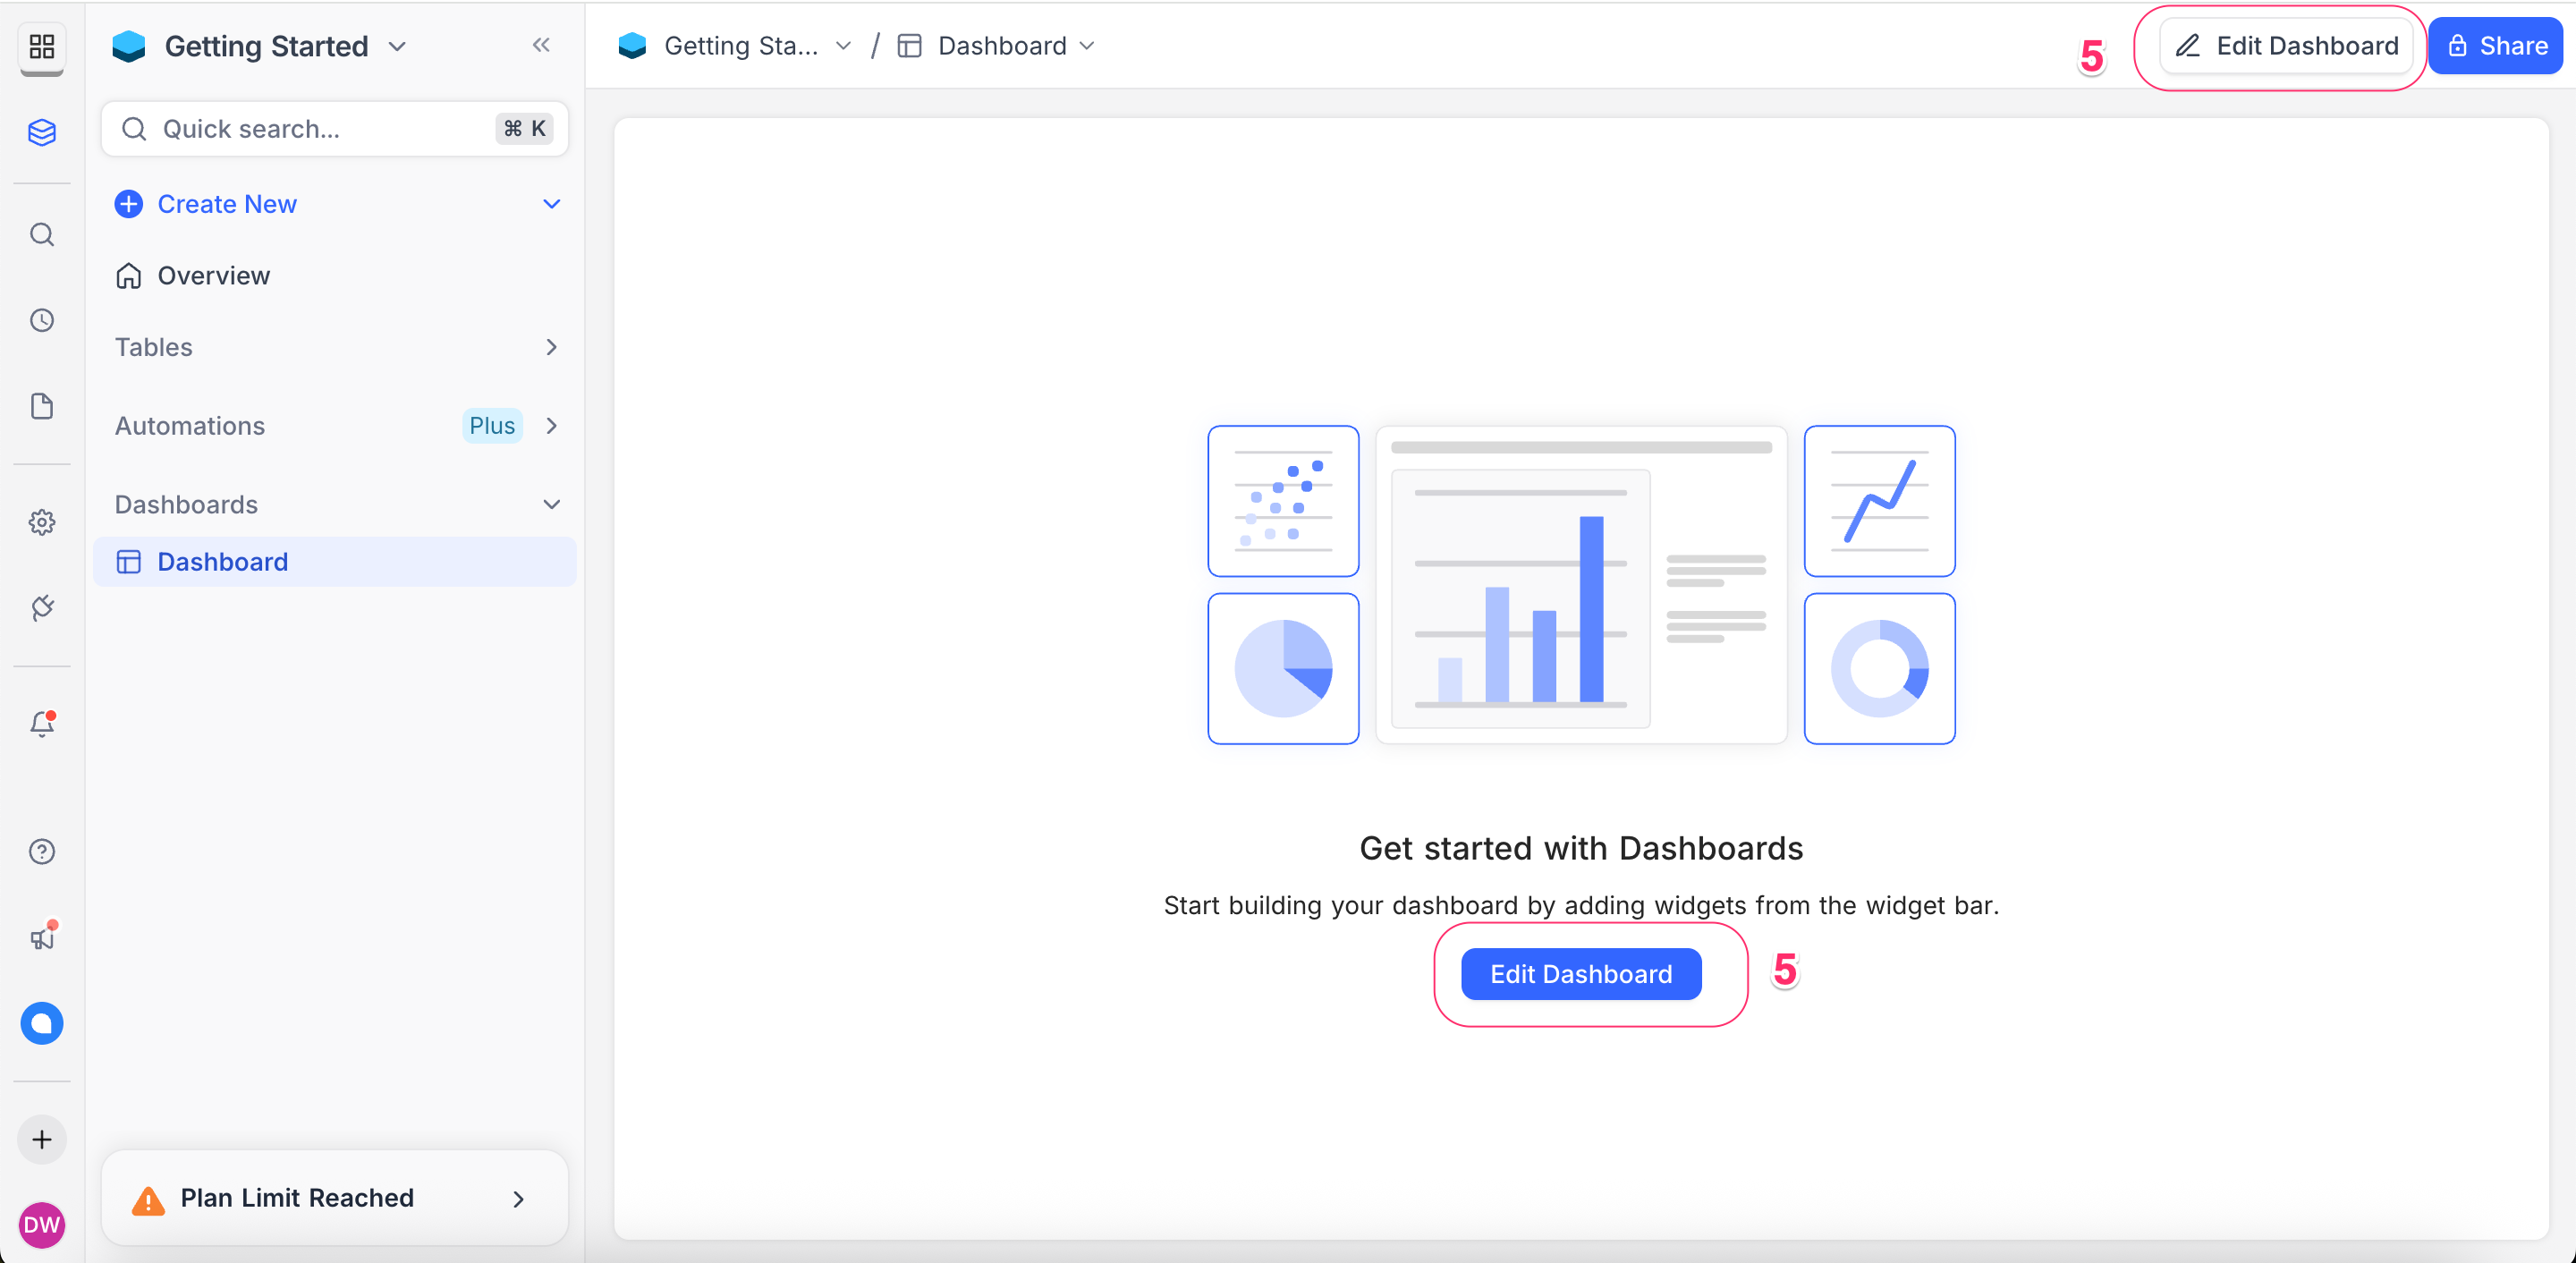 Getting Started
Quick search...
⌘ K
Create New
Overview
Tables
Automations
Plus
Dashboards
Dashboard
Plan Limit Reached
DW
Getting Sta... / Dashboard
5
Edit Dashboard
Share
Get started with Dashboards
Start building your dashboard by adding widgets from the widget bar.
Edit Dashboard
5